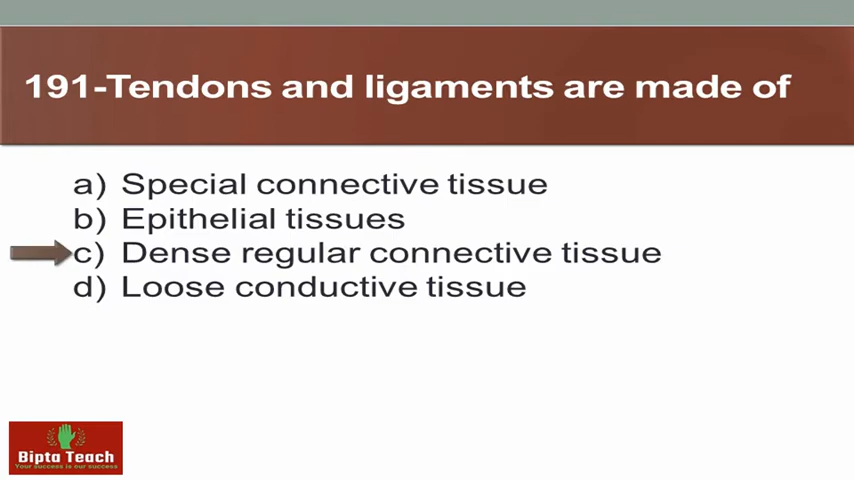 191-Tendons and ligaments are made of
a) Special connective tissue
b) Epithelial tissues
c) Dense regular connective tissue
d) Loose conductive tissue
Bipta Teach
Your success is our success